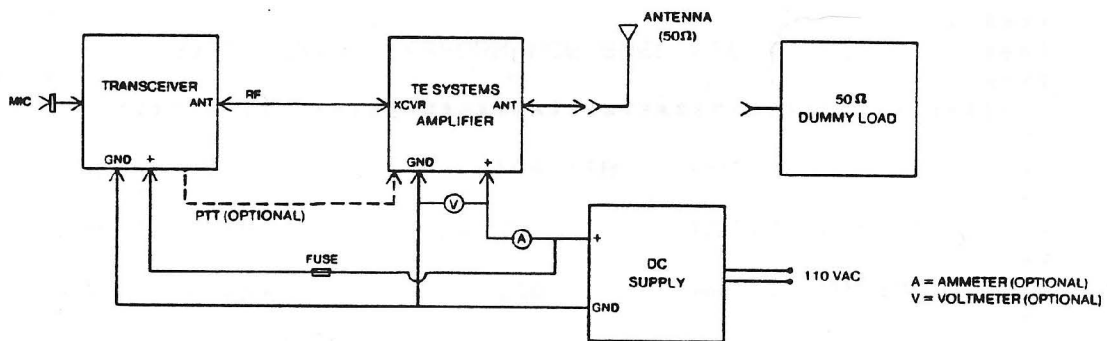 ANTENNA
(50Ω)
TRANSCEIVER
MIC
ANT
RF
GND
+
TE SYSTEMS
XCVR
ANT
AMPLIFIER
GND
+
50Ω
DUMMY LOAD
PTT (OPTIONAL)
V
A
FUSE
+
DC
SUPPLY
GND
110 VAC
A = AMMETER (OPTIONAL)
V = VOLTMETER (OPTIONAL)